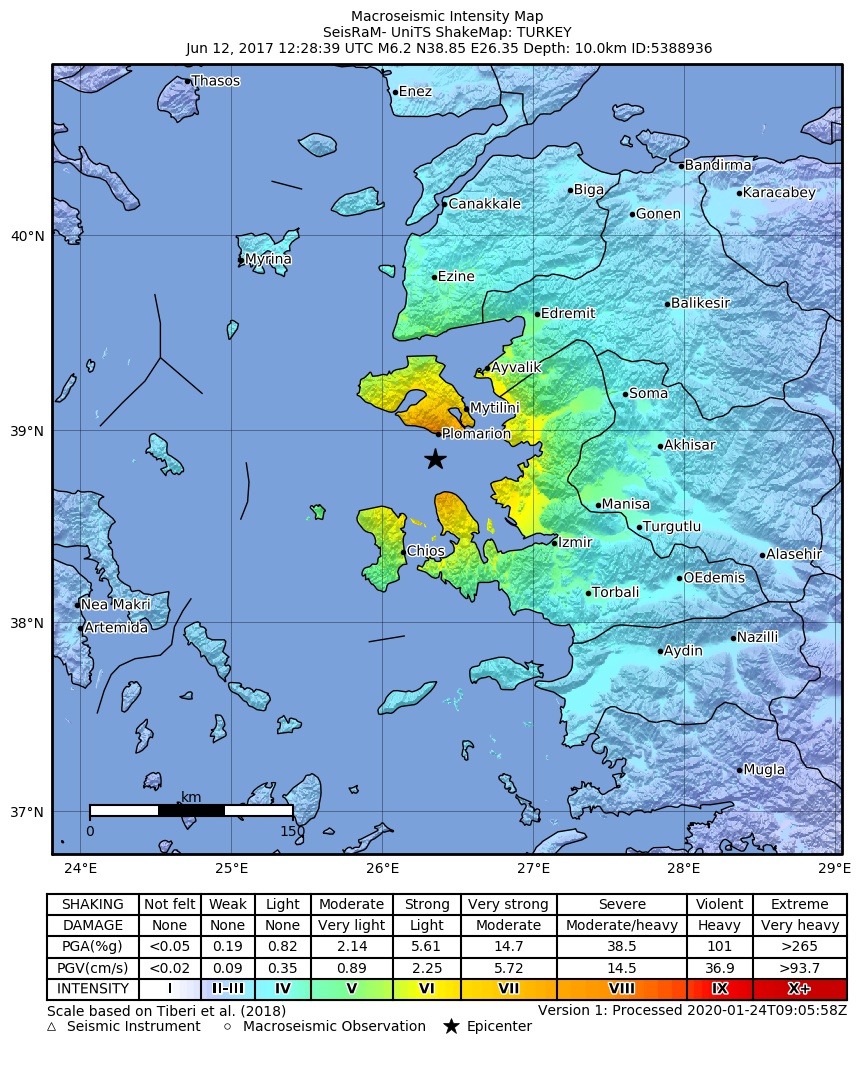 Macroseismic Intensity Map
SeisRaM- UniTS ShakeMap: TURKEY
Jun 12, 2017 12:28:39 UTC M6.2 N38.85 E26.35 Depth: 10.0km ID:5388936
Thasos
Enez
Bandirma
Biga
Karacabey
Canakkale
Gonen
40°N
Myrina
Ezine
Balikesir
Edremit
Ayvalik
Soma
Mytilini
39°N
Plomarion
Akhisar
Manisa
Turgutlu
Izmir
Chios
Alasehir
OEdemis
Torbali
Nea Makri
38°N
Artemida
Nazilli
Aydin
Mugla
km
37°N
0 150
24°E 25°E 26°E 27°E 28°E 29°E
SHAKING Not felt Weak Light Moderate Strong Very strong Severe Violent Extreme
DAMAGE None None None Very light Light Moderate Moderate/heavy Heavy Very heavy
PGA(%g) <0.05 0.19 0.82 2.14 5.61 14.7 38.5 101 >265
PGV(cm/s) <0.02 0.09 0.35 0.89 2.25 5.72 14.5 36.9 >93.7
INTENSITY I II–III IV V VI VII VIII IX X+
Scale based on Tiberi et al. (2018) Version 1: Processed 2020-01-24T09:05:58Z
Seismic Instrument Macroseismic Observation Epicenter